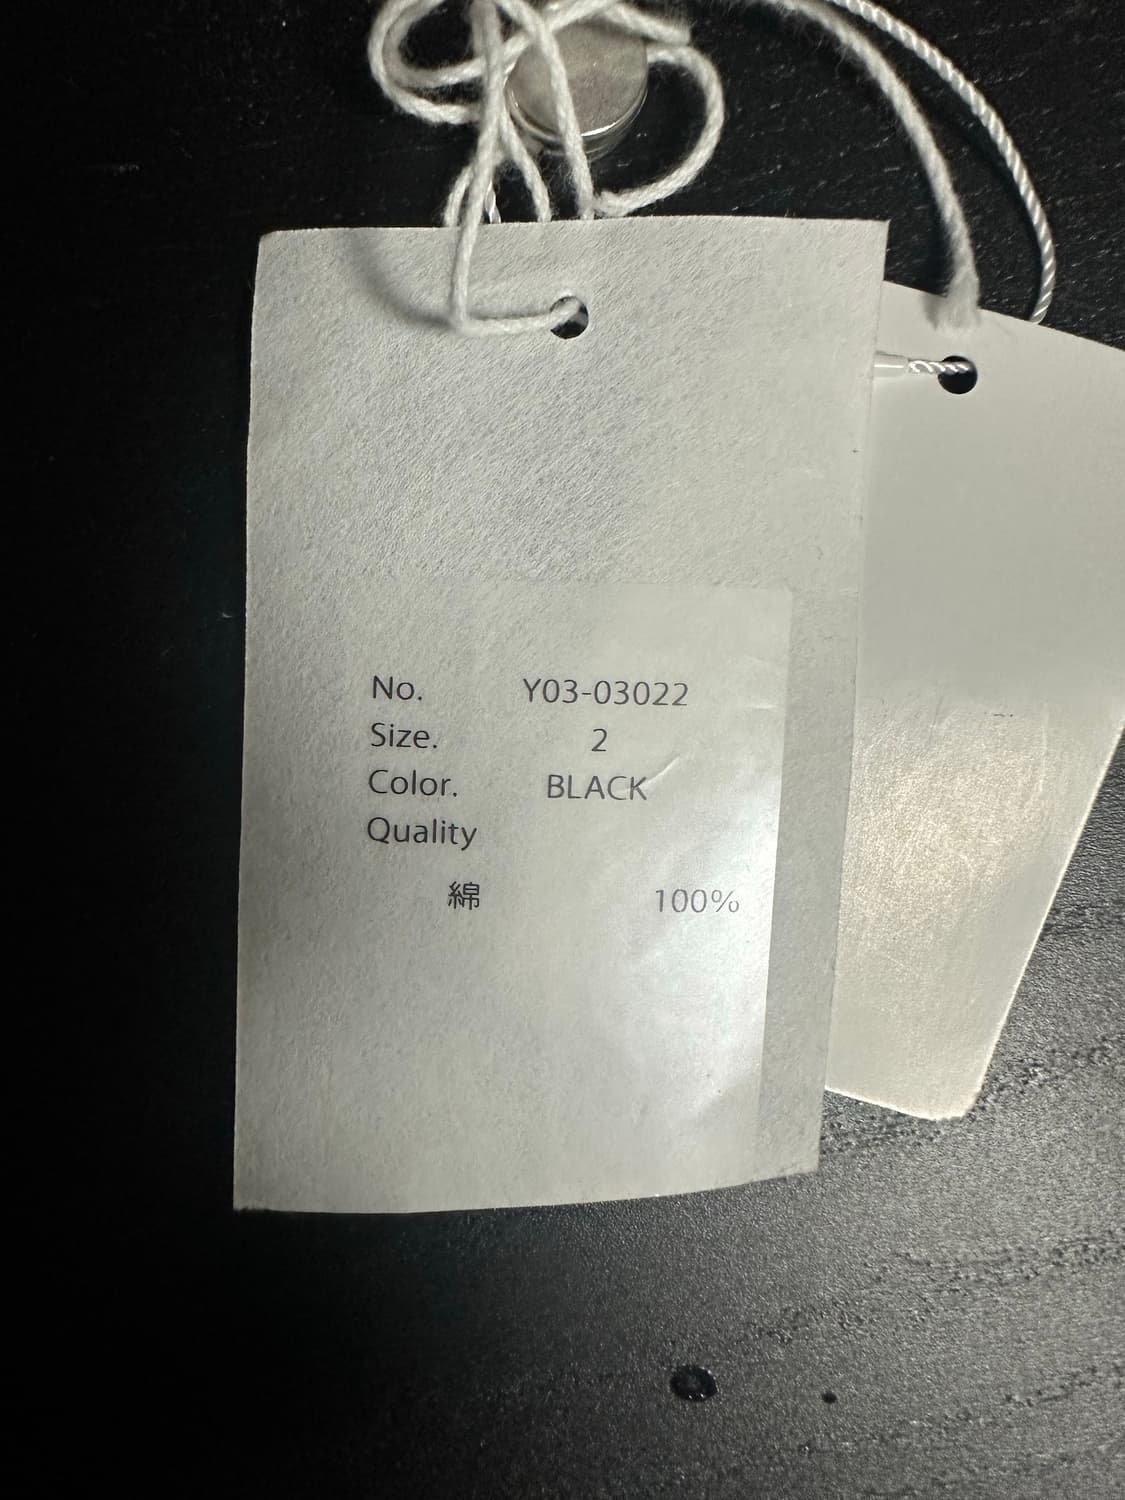 No. Y03-03022
Size. 2
Color. BLACK
Quality
綿 100%